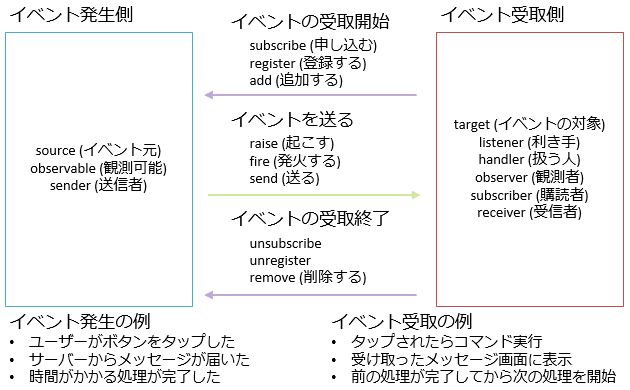 イベント発生側
source (イベント元)
observable (観測可能)
sender (送信者)
イベントの受取開始
subscribe (申し込む)
register (登録する)
add (追加する)
イベントを送る
raise (起こす)
fire (発火する)
send (送る)
イベントの受取終了
unsubscribe
unregister
remove (削除する)
イベント受取側
target (イベントの対象)
listener (利き手)
handler (扱う人)
observer (観測者)
subscriber (購読者)
receiver (受信者)
イベント発生の例
• ユーザーがボタンをタップした
• サーバーからメッセージが届いた
• 時間がかかる処理が完了した
イベント受取の例
• タップされたらコマンド実行
• 受け取ったメッセージ画面に表示
• 前の処理が完了してから次の処理を開始